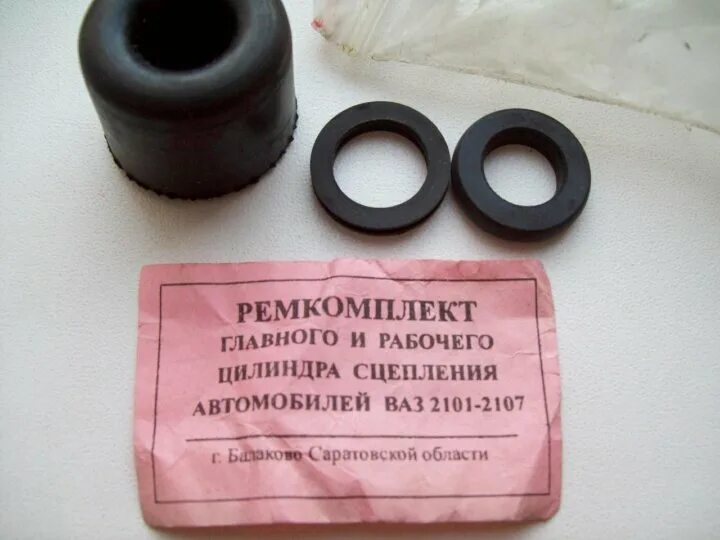 РЕМКОМПЛЕКТ
ГЛАВНОГО И РАБОЧЕГО
ЦИЛИНДРА СЦЕПЛЕНИЯ
АВТОМОБИЛЕЙ ВАЗ 2101-2107
г. Балаково Саратовской области